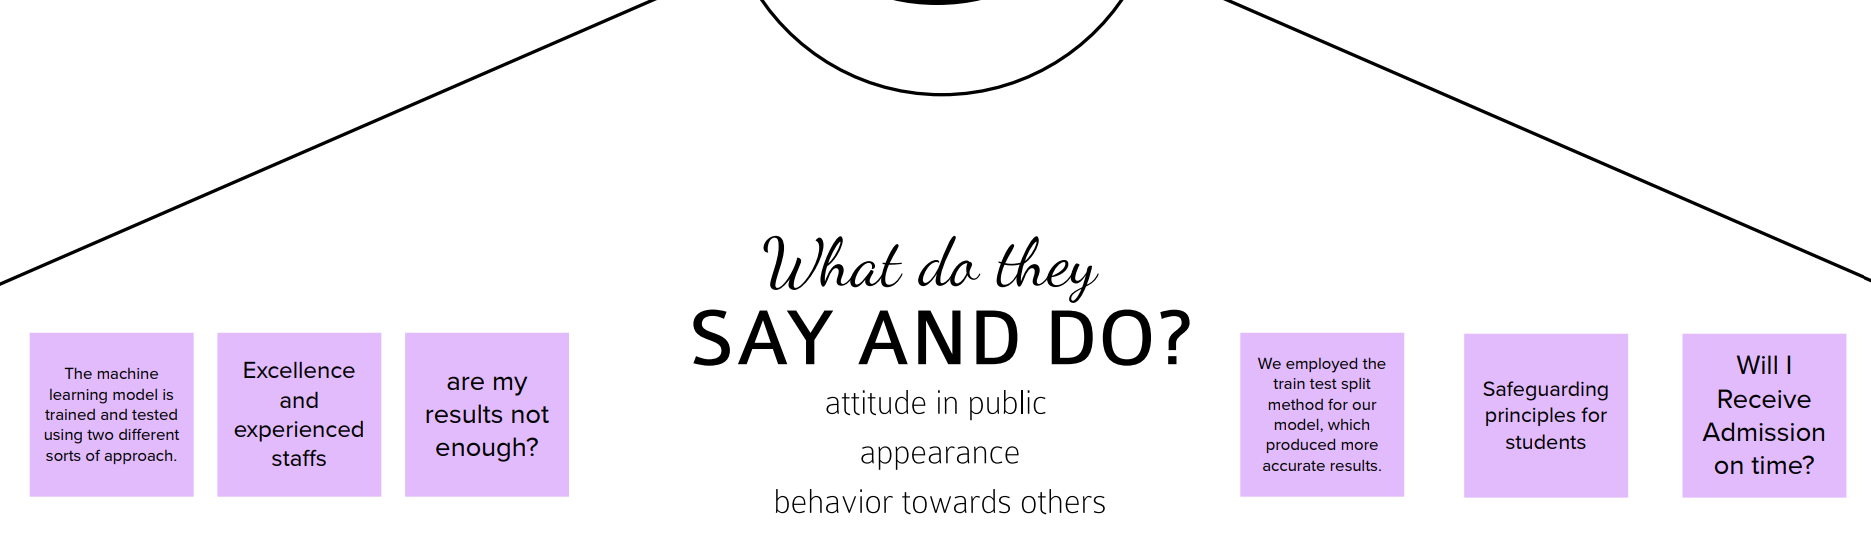 What do they
SAY AND DO?
attitude in public
appearance
behavior towards others
The machine
learning model is
trained and tested
using two different
sorts of approach.
Excellence
and
experienced
staffs
are my
results not
enough?
We employed the
train test split
method for our
model, which
produced more
accurate results.
Safeguarding
principles for
students
Will I
Receive
Admission
on time?